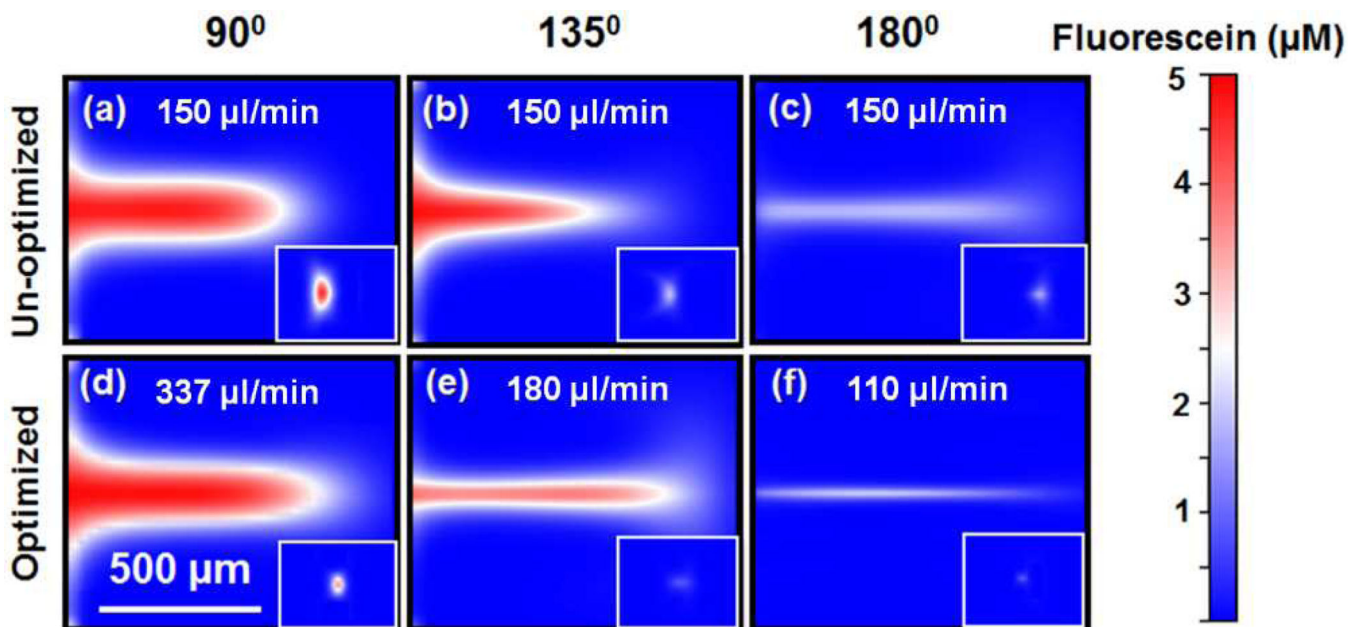 90⁰ 135⁰ 180⁰ Fluorescein (µM)
Un-optimized
(a) 150 µl/min
(b) 150 µl/min
(c) 150 µl/min
Optimized
(d) 337 µl/min
(e) 180 µl/min
(f) 110 µl/min
500 µm
5
4
3
2
1